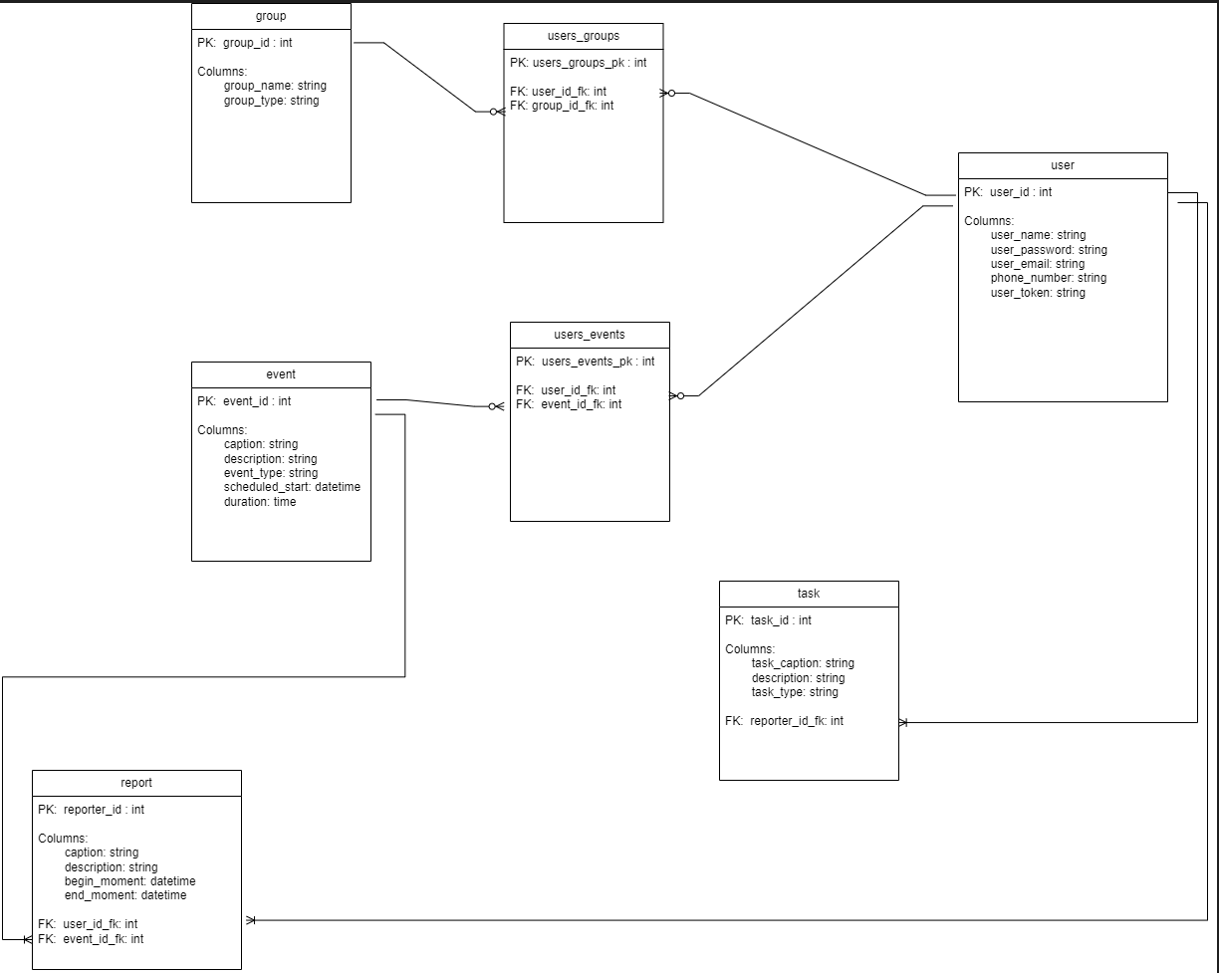 group
PK: group_id : int
Columns:
group_name: string
group_type: string
users_groups
PK: users_groups_pk : int
FK: user_id_fk: int
FK: group_id_fk: int
user
PK: user_id : int
Columns:
user_name: string
user_password: string
user_email: string
phone_number: string
user_token: string
users_events
PK: users_events_pk : int
FK: user_id_fk: int
FK: event_id_fk: int
event
PK: event_id : int
Columns:
caption: string
description: string
event_type: string
scheduled_start: datetime
duration: time
task
PK: task_id : int
Columns:
task_caption: string
description: string
task_type: string
FK: reporter_id_fk: int
report
PK: reporter_id : int
Columns:
caption: string
description: string
begin_moment: datetime
end_moment: datetime
FK: user_id_fk: int
FK: event_id_fk: int